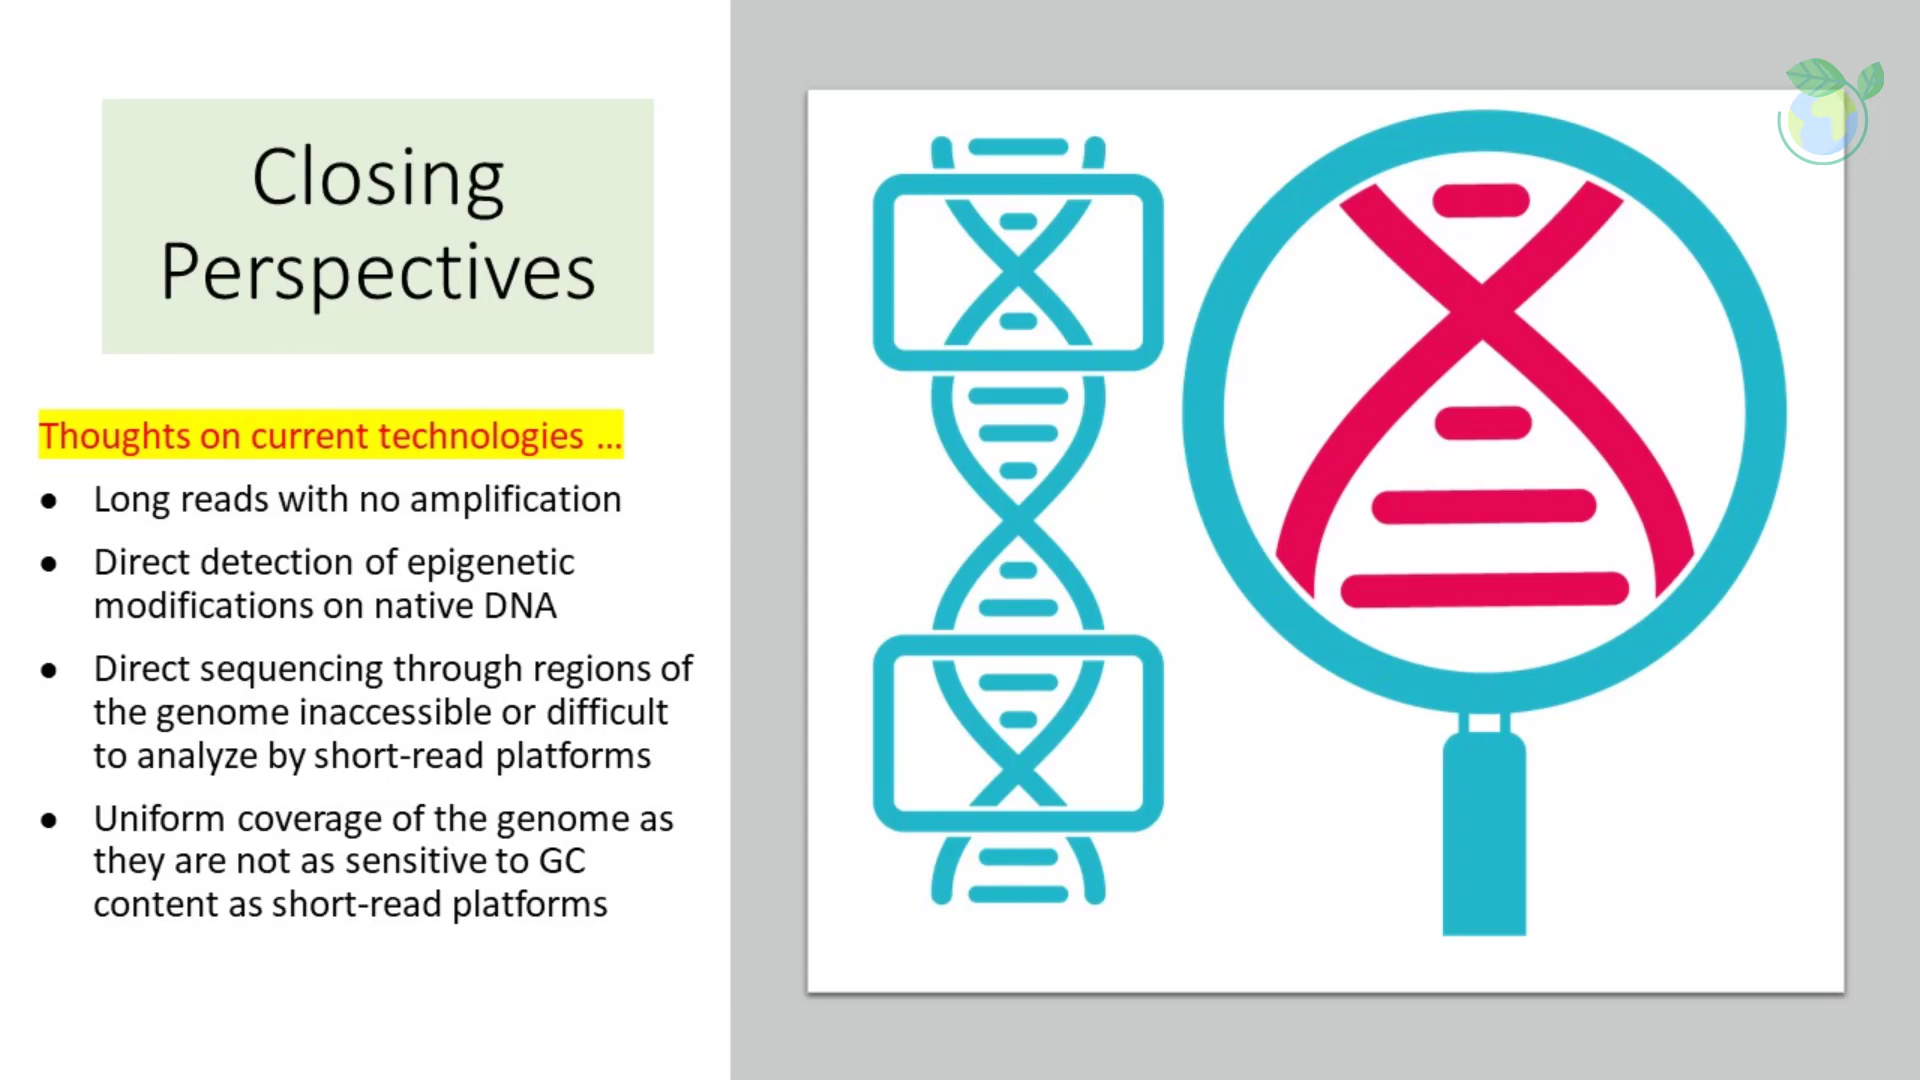 Closing
Perspectives
Thoughts on current technologies ...
● Long reads with no amplification
● Direct detection of epigenetic
modifications on native DNA
● Direct sequencing through regions of
the genome inaccessible or difficult
to analyze by short-read platforms
● Uniform coverage of the genome as
they are not as sensitive to GC
content as short-read platforms